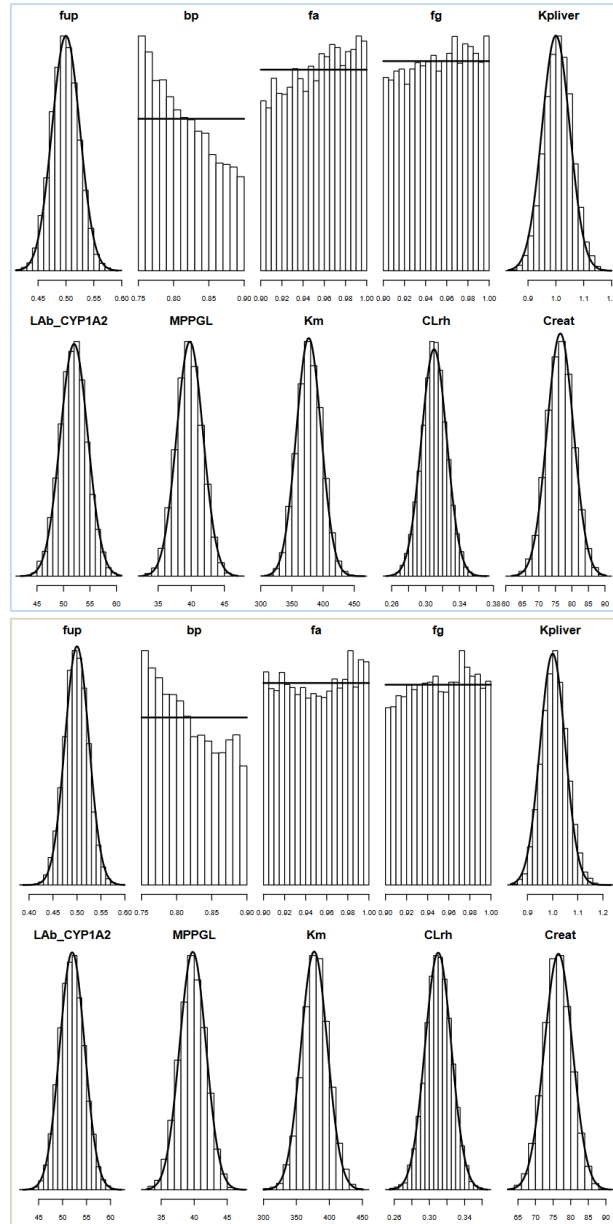 fup bp fa fg Kpliver
0.45 0.50 0.55 0.60 0.75 0.80 0.85 0.90 0.90 0.92 0.94 0.96 0.98 1.00 0.90 0.92 0.94 0.96 0.98 1.00 0.9 1.0 1.1 1.2
LAb_CYP1A2 MPPGL Km CLrh Creat
45 50 55 60 35 40 45 300 350 400 450 0.26 0.30 0.34 0.38 60 65 70 75 80 85 90
fup bp fa fg Kpliver
0.40 0.45 0.50 0.55 0.60 0.75 0.80 0.85 0.90 0.90 0.92 0.94 0.96 0.98 1.00 0.90 0.92 0.94 0.96 0.98 1.00 0.9 1.0 1.1 1.2
LAb_CYP1A2 MPPGL Km CLrh Creat
45 50 55 60 35 40 45 300 350 400 450 0.26 0.31 0.34 65 70 75 80 85 90